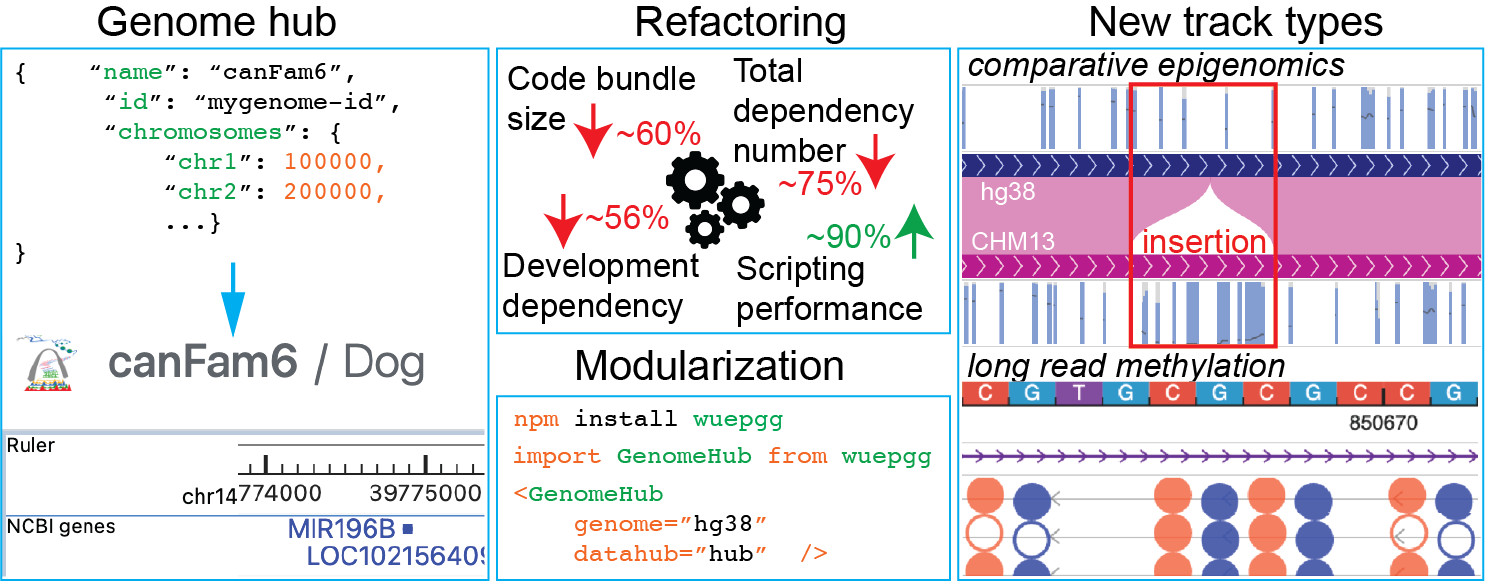 Genome hub
{ “name”: “canFam6”,
“id”: “mygenome-id”,
“chromosomes”: {
“chr1”: 100000,
“chr2”: 200000,
...}
}
canFam6 / Dog
Ruler
chr14
774000
39775000
NCBI genes
MIR196B
LOC102156409
Refactoring
Code bundle
size
~60%
Total
dependency
number
~75%
~56%
Development
dependency
~90%
Scripting
performance
Modularization
npm install wuepgg
import GenomeHub from wuepgg
<GenomeHub
genome=”hg38”
datahub=”hub” />
New track types
comparative epigenomics
hg38
CHM13
insertion
long read methylation
C G T G C G C G C C G
850670